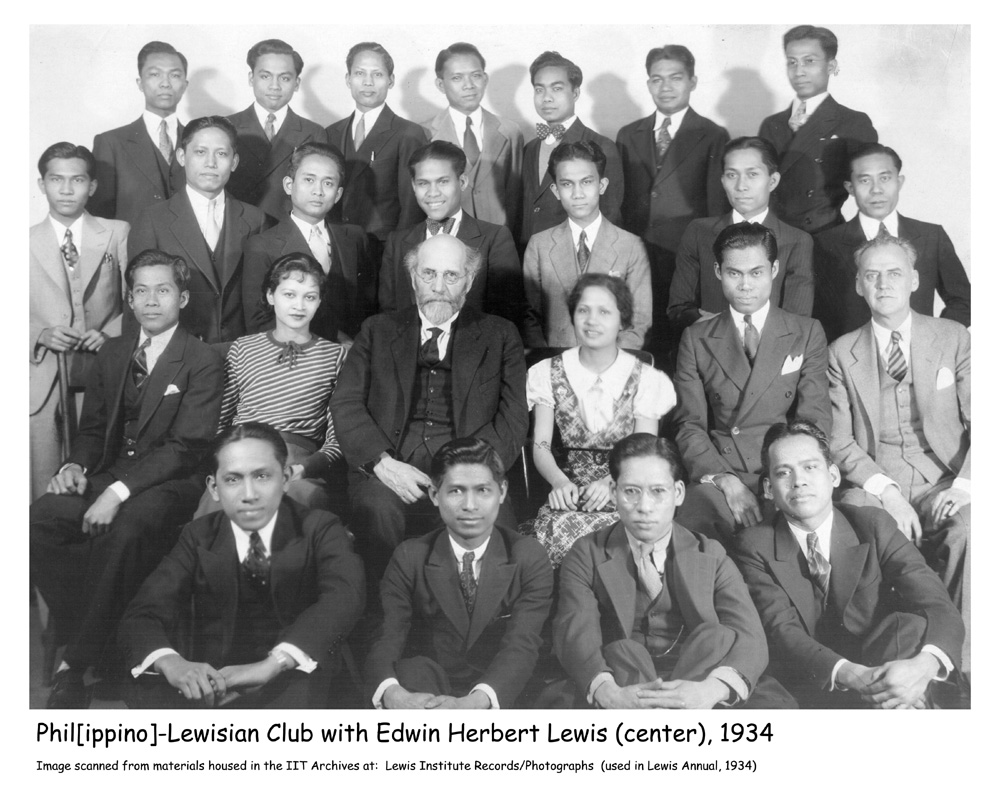 Phil[ippino]-Lewisian Club with Edwin Herbert Lewis (center), 1934
Image scanned from materials housed in the IIT Archives at:  Lewis Institute Records/Photographs  (used in Lewis Annual, 1934)